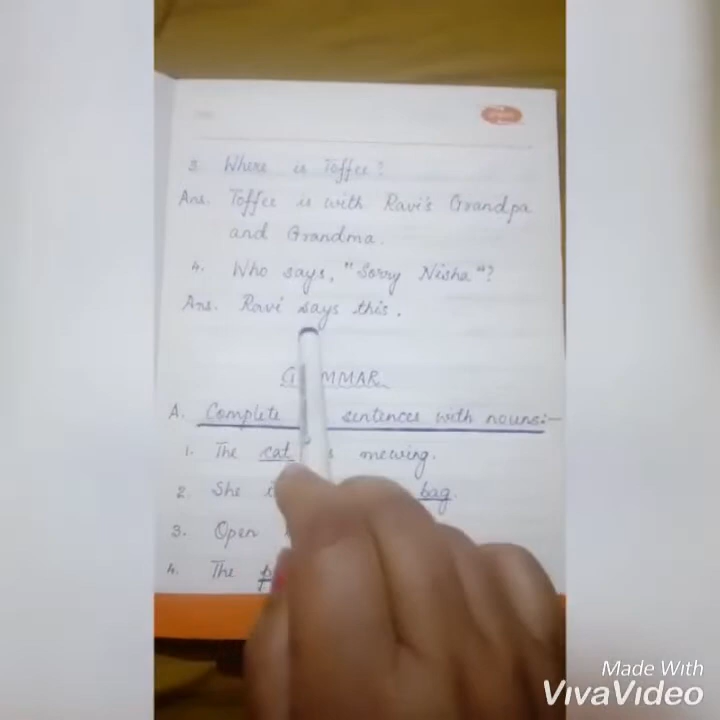 3. Where is Toffee?
Ans. Toffee is with Ravi's Grandpa
and Grandma.
4. Who says, "Sorry Nisha"?
Ans. Ravi says this.
G MMAR
A. Complete sentences with nouns:-
1. The cat s mewing.
2. She i bag.
3. Open
4. The p
Made With
VivaVideo